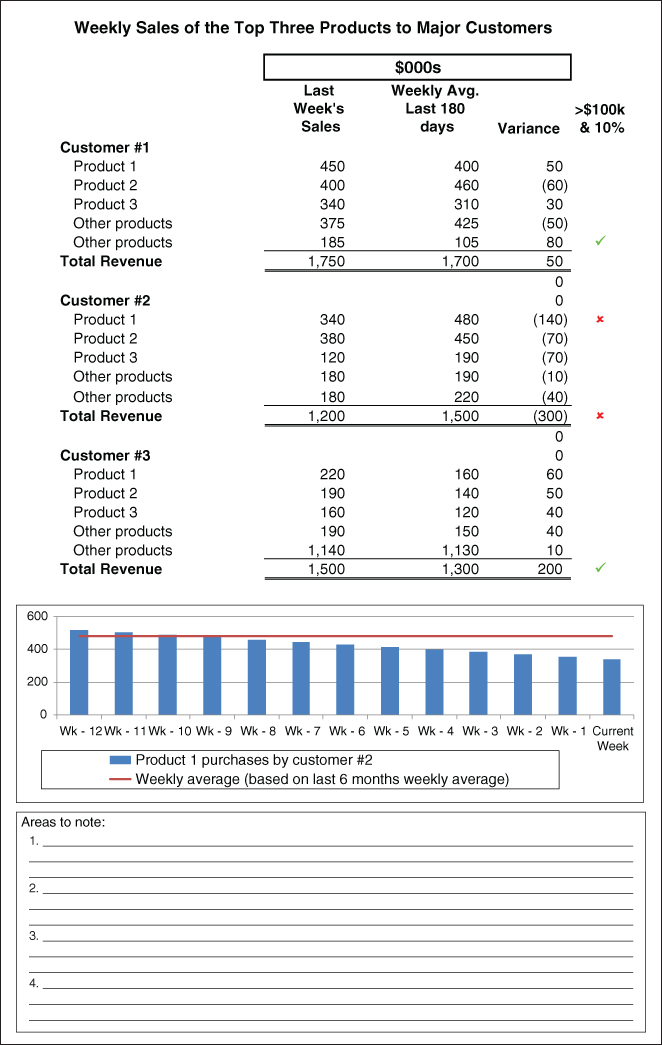 Weekly Sales of the Top Three Products to Major Customers
$000s
Last Week's Sales Weekly Avg. Last 180 days Variance >$100k & 10%
Customer #1
Product 1 450 400 50
Product 2 400 460 (60)
Product 3 340 310 30
Other products 375 425 (50)
Other products 185 105 80 ✓
Total Revenue 1,750 1,700 50
0
Customer #2 0
Product 1 340 480 (140) ✘
Product 2 380 450 (70)
Product 3 120 190 (70)
Other products 180 190 (10)
Other products 180 220 (40)
Total Revenue 1,200 1,500 (300) ✘
0
Customer #3 0
Product 1 220 160 60
Product 2 190 140 50
Product 3 160 120 40
Other products 190 150 40
Other products 1,140 1,130 10
Total Revenue 1,500 1,300 200 ✓
600
400
200
0
Wk - 12 Wk - 11 Wk - 10 Wk - 9 Wk - 8 Wk - 7 Wk - 6 Wk - 5 Wk - 4 Wk - 3 Wk - 2 Wk - 1 Current Week
Product 1 purchases by customer #2
Weekly average (based on last 6 months weekly average)
Areas to note:
1.
2.
3.
4.